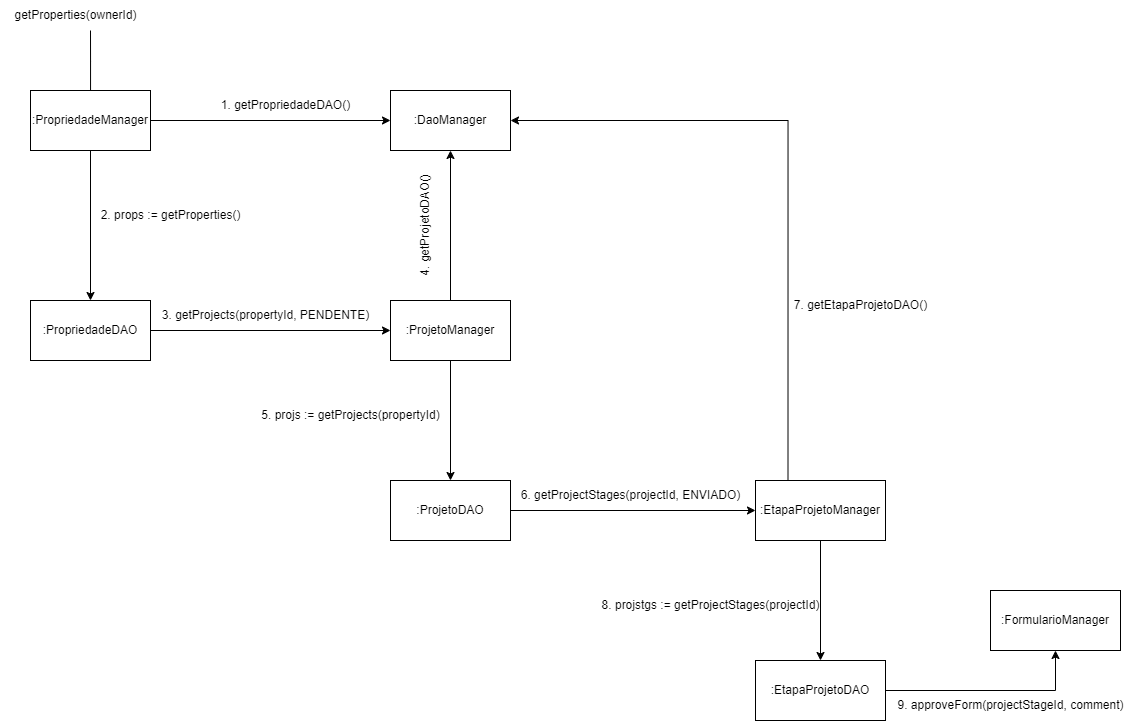 getProperties(ownerId)
1. getPropriedadeDAO()
:PropriedadeManager
:DaoManager
4. getProjetoDAO()
2. props := getProperties()
7. getEtapaProjetoDAO()
3. getProjects(propertyId, PENDENTE)
:PropriedadeDAO
:ProjetoManager
5. projs := getProjects(propertyId)
6. getProjectStages(projectId, ENVIADO)
:ProjetoDAO
:EtapaProjetoManager
8. projstgs := getProjectStages(projectId)
:FormularioManager
:EtapaProjetoDAO
9. approveForm(projectStageId, comment)